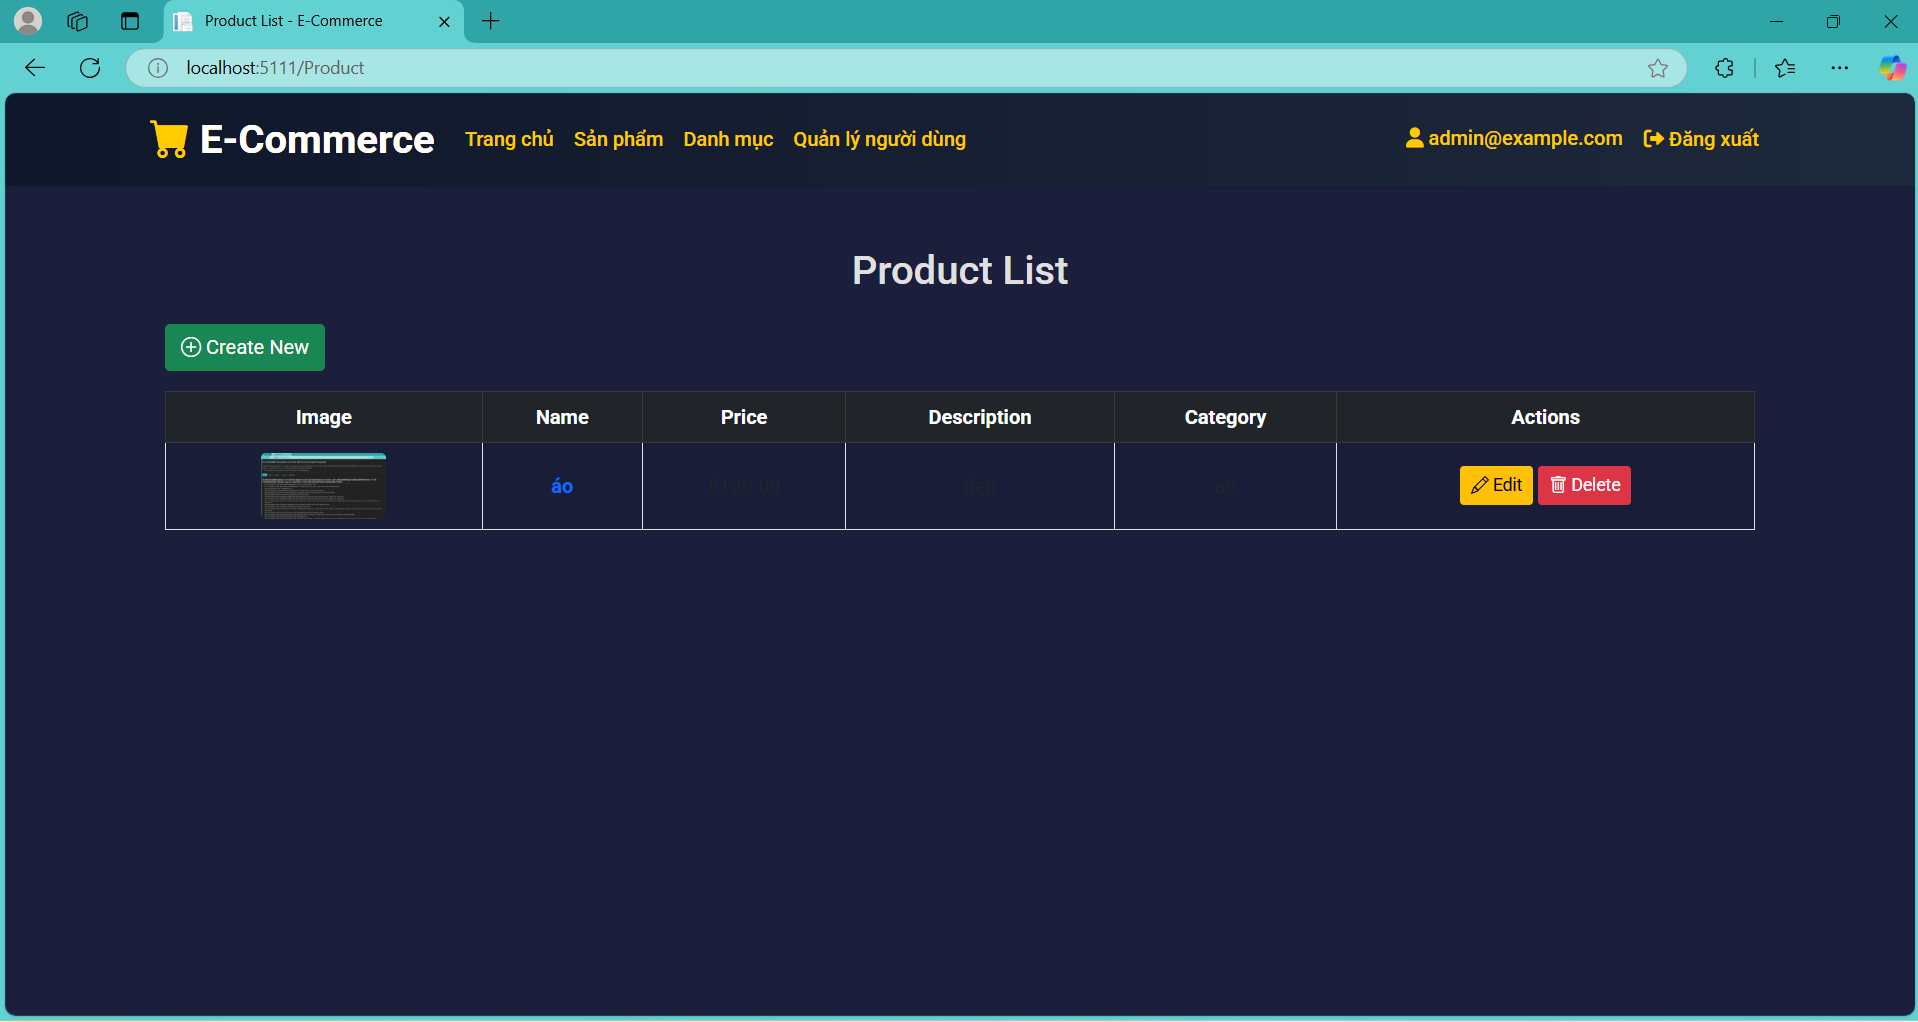 Product List - E-Commerce
localhost:5111/Product
E-Commerce Trang chủ Sản phẩm Danh mục Quản lý người dùng admin@example.com Đăng xuất
Product List
Create New
Image Name Price Description Category Actions
áo $120.00 đẹp áo Edit Delete